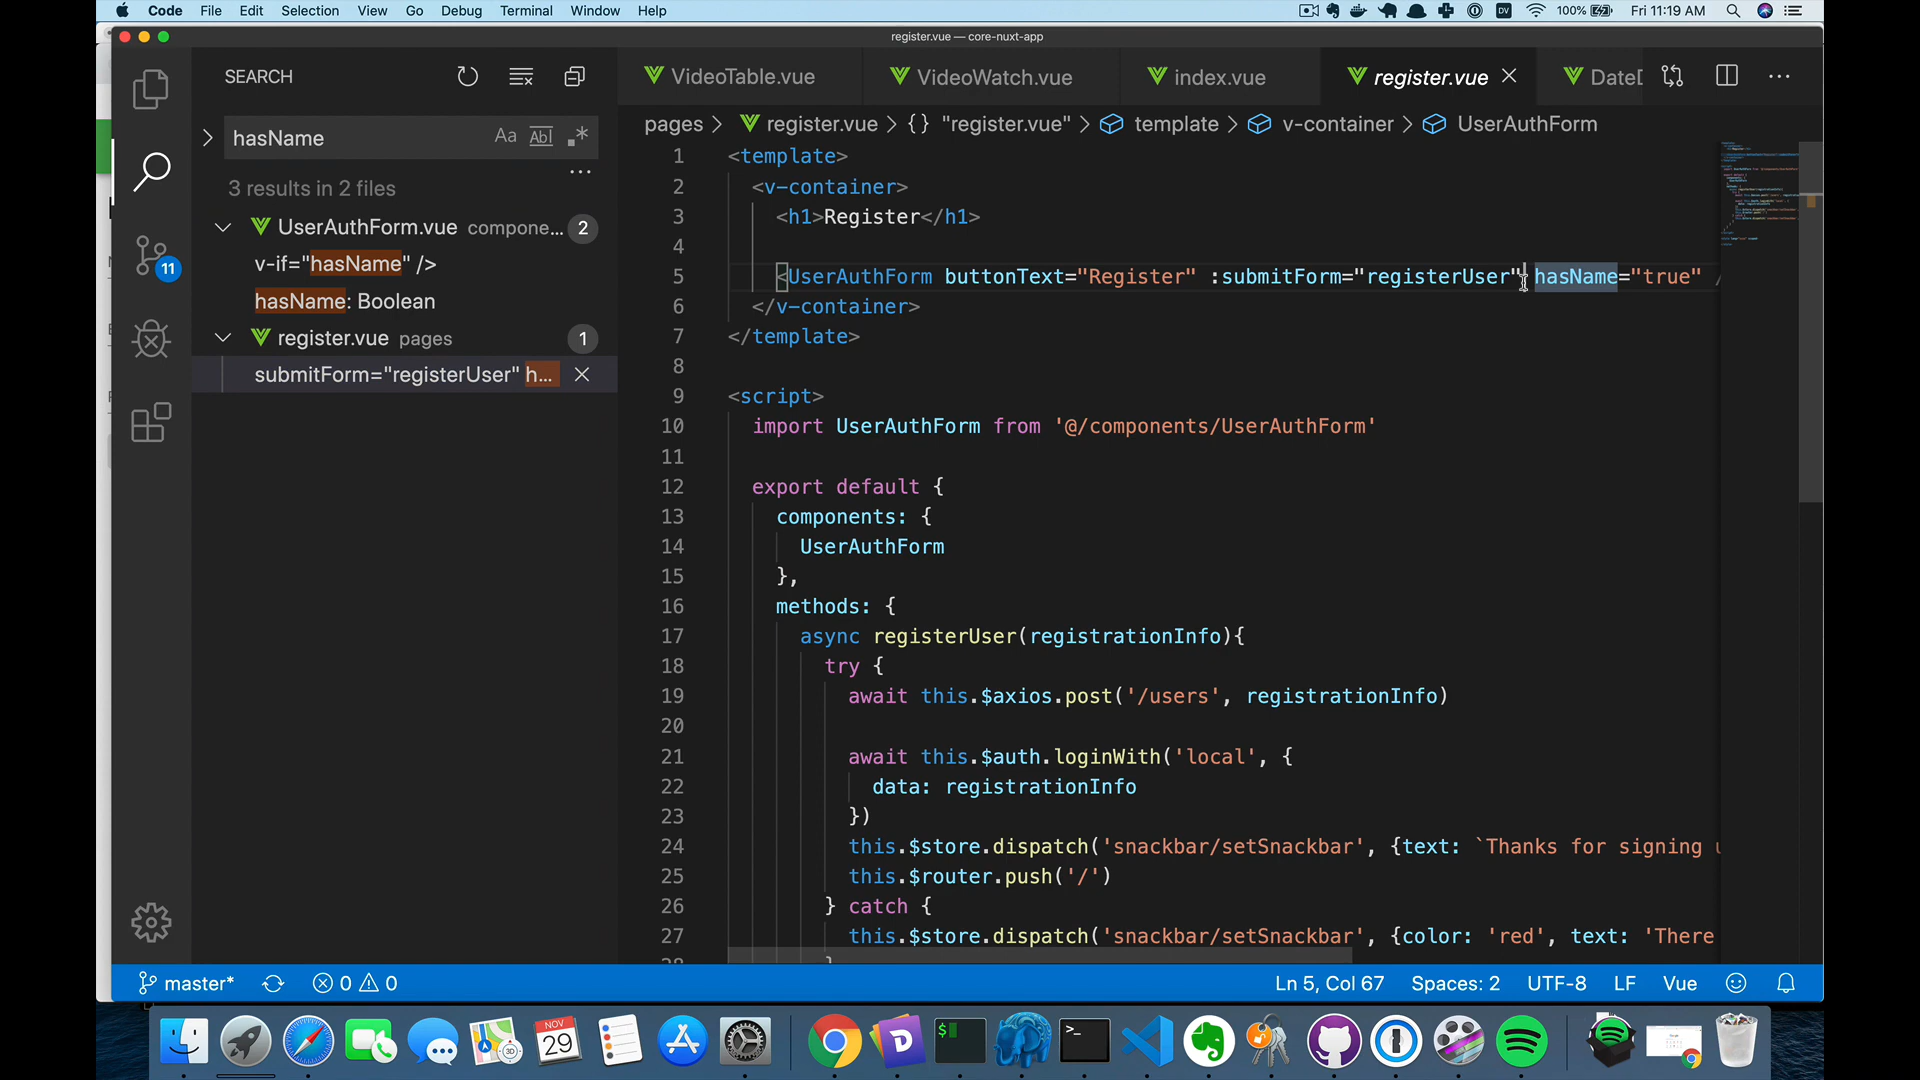 Code File Edit Selection View Go Debug Terminal Window Help 100% Fri 11:19 AM
register.vue — core-nuxt-app
SEARCH
VideoTable.vue VideoWatch.vue index.vue register.vue DateD
hasName
Aa Abl
3 results in 2 files
UserAuthForm.vue compone... 2
v-if="hasName" />
hasName: Boolean
register.vue pages 1
submitForm="registerUser" h...
11
pages > register.vue > {} "register.vue" > template > v-container > UserAuthForm
1 <template>
2 <v-container>
3 <h1>Register</h1>
4
5 <UserAuthForm buttonText="Register" :submitForm="registerUser" hasName="true" /
6 </v-container>
7 </template>
8
9 <script>
10 import UserAuthForm from '@/components/UserAuthForm'
11
12 export default {
13 components: {
14 UserAuthForm
15 },
16 methods: {
17 async registerUser(registrationInfo){
18 try {
19 await this.$axios.post('/users', registrationInfo)
20
21 await this.$auth.loginWith('local', {
22 data: registrationInfo
23 })
24 this.$store.dispatch('snackbar/setSnackbar', {text: `Thanks for signing u
25 this.$router.push('/')
26 } catch {
27 this.$store.dispatch('snackbar/setSnackbar', {color: 'red', text: 'There
28 }
master* 0 0 Ln 5, Col 67 Spaces: 2 UTF-8 LF Vue
NOV
29